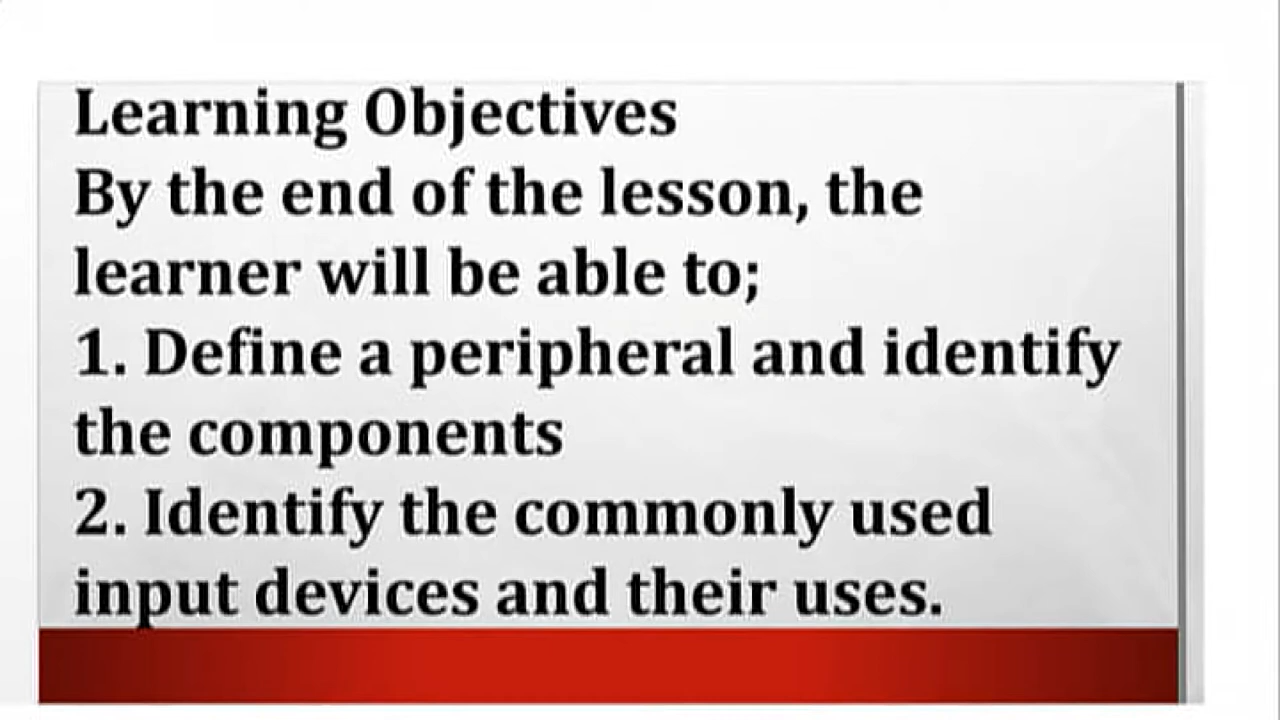 Learning Objectives
By the end of the lesson, the
learner will be able to;
1. Define a peripheral and identify
the components
2. Identify the commonly used
input devices and their uses.